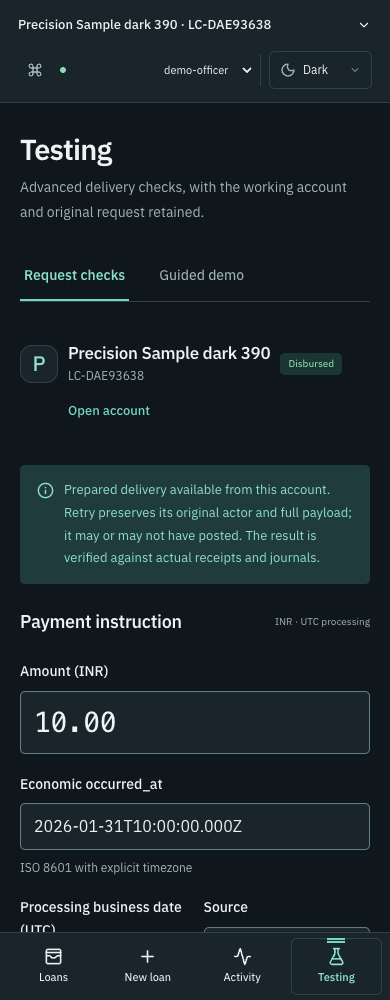 Precision Sample dark 390 · LC-DAE93638
⌘
demo-officer
Dark
Testing
Advanced delivery checks, with the working account
and original request retained.
Request checks
Guided demo
P
Precision Sample dark 390
LC-DAE93638
Disbursed
Open account
Prepared delivery available from this account.
Retry preserves its original actor and full payload;
it may or may not have posted. The result is
verified against actual receipts and journals.
Payment instruction
INR · UTC processing
Amount (INR)
10.00
Economic occurred_at
2026-01-31T10:00:00.000Z
ISO 8601 with explicit timezone
Processing business date
(UTC)
Source
Loans
New loan
Activity
Testing